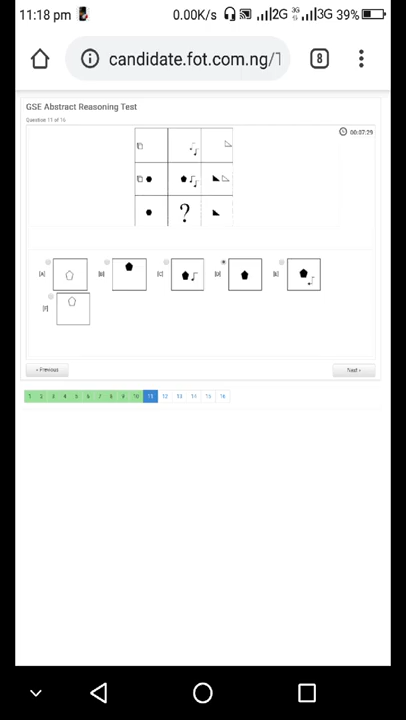 11:18 pm 0.00K/s 2G 3G 3G 39%
candidate.fot.com.ng/1 8
GSE Abstract Reasoning Test
Question 11 of 16
00:07:29
?
[A] [B] [C] [D] [E]
[F]
« Previous Next »
1 2 3 4 5 6 7 8 9 10 11 12 13 14 15 16